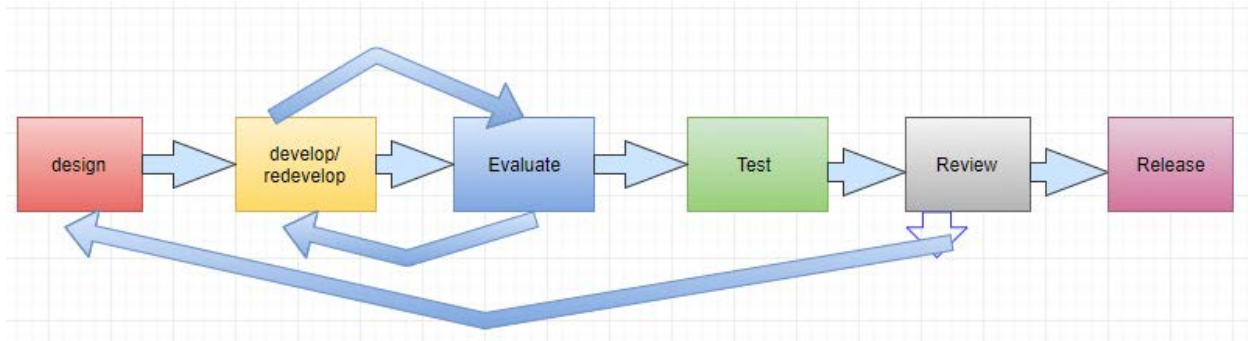 design
develop/
redevelop
Evaluate
Test
Review
Release